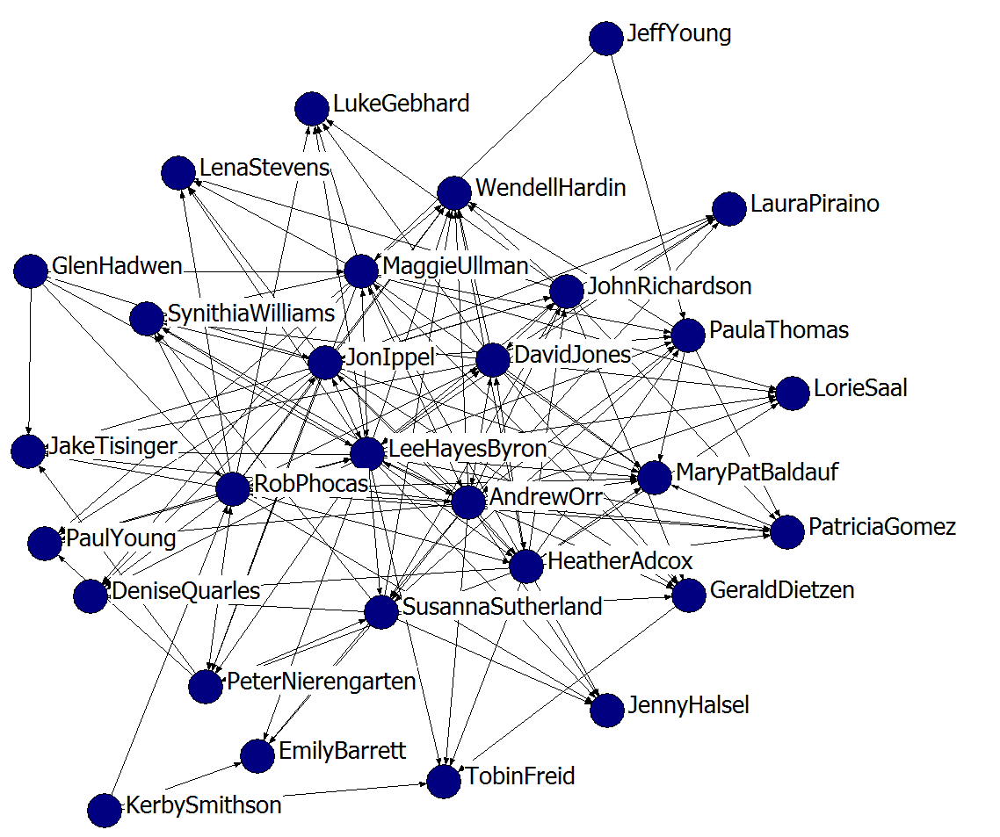 JeffYoung
LukeGebhard
LenaStevens
WendellHardin
LauraPiraino
GlenHadwen
MaggieUllman
JohnRichardson
SynithiaWilliams
PaulaThomas
JonIppel
DavidJones
LorieSaal
JakeTisinger
LeeHayesByron
MaryPatBaldauf
RobPhocas
AndrewOrr
PatriciaGomez
PaulYoung
HeatherAdcox
DeniseQuarles
GeraldDietzen
SusannaSutherland
PeterNierengarten
JennyHalsel
EmilyBarrett
TobinFreid
KerbySmithson